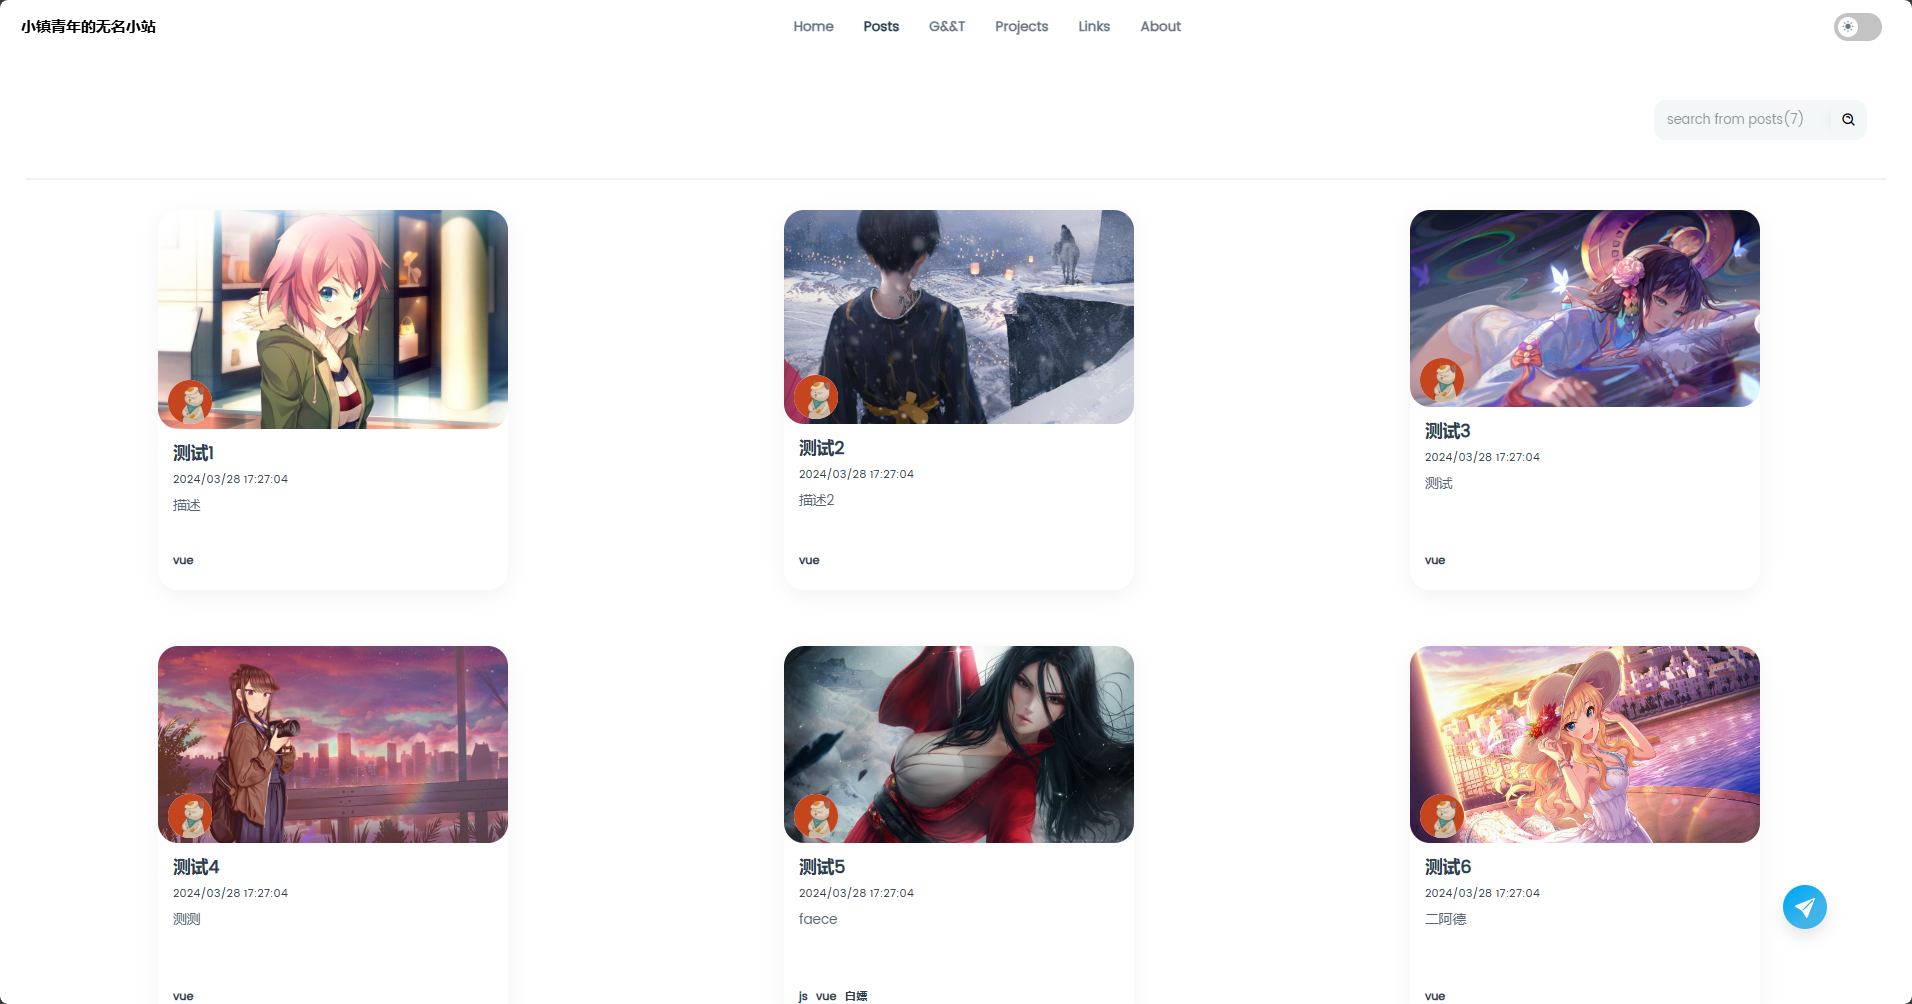 小镇青年的无名小站
Home Posts G&&T Projects Links About
search from posts(7)
测试1
2024/03/28 17:27:04
描述
vue
测试2
2024/03/28 17:27:04
描述2
vue
测试3
2024/03/28 17:27:04
测试
vue
测试4
2024/03/28 17:27:04
测测
vue
测试5
2024/03/28 17:27:04
faece
js vue 白嫖
测试6
2024/03/28 17:27:04
二阿德
vue